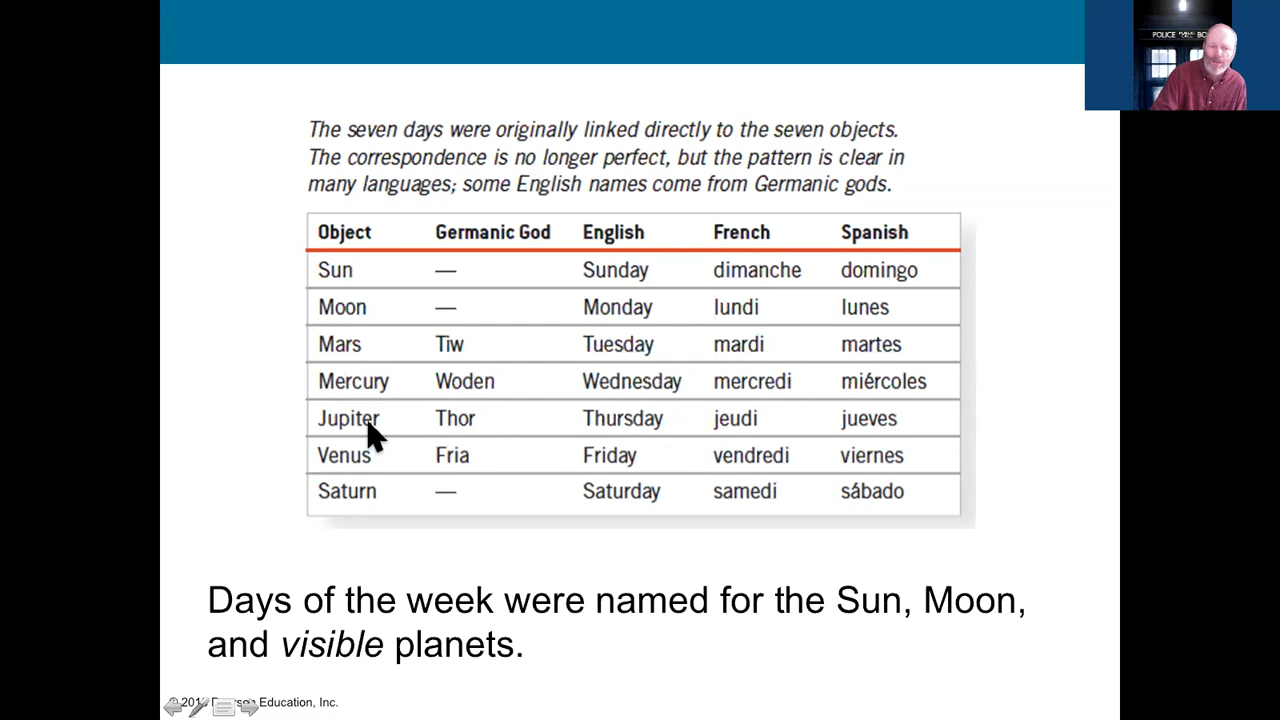 POLICE
The seven days were originally linked directly to the seven objects.
The correspondence is no longer perfect, but the pattern is clear in
many languages; some English names come from Germanic gods.
Object Germanic God English French Spanish
Sun — Sunday dimanche domingo
Moon — Monday lundi lunes
Mars Tiw Tuesday mardi martes
Mercury Woden Wednesday mercredi miércoles
Jupiter Thor Thursday jeudi jueves
Venus Fria Friday vendredi viernes
Saturn — Saturday samedi sábado
Days of the week were named for the Sun, Moon,
and visible planets.
Education, Inc.